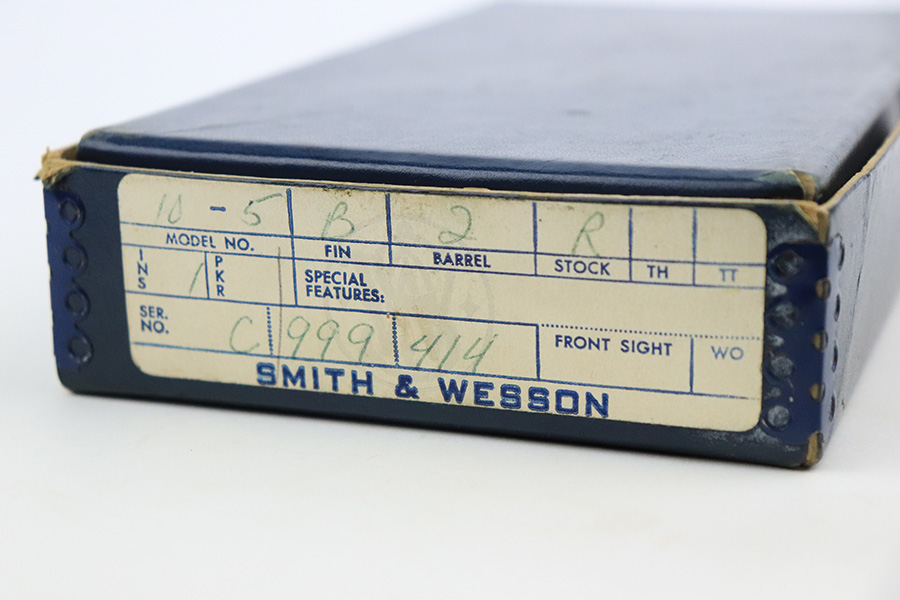 10 - 5 B 2 R
MODEL NO. FIN BARREL STOCK TH TT
INS / PKR SPECIAL FEATURES:
SER. NO. C 999 414 FRONT SIGHT WO
SMITH & WESSON